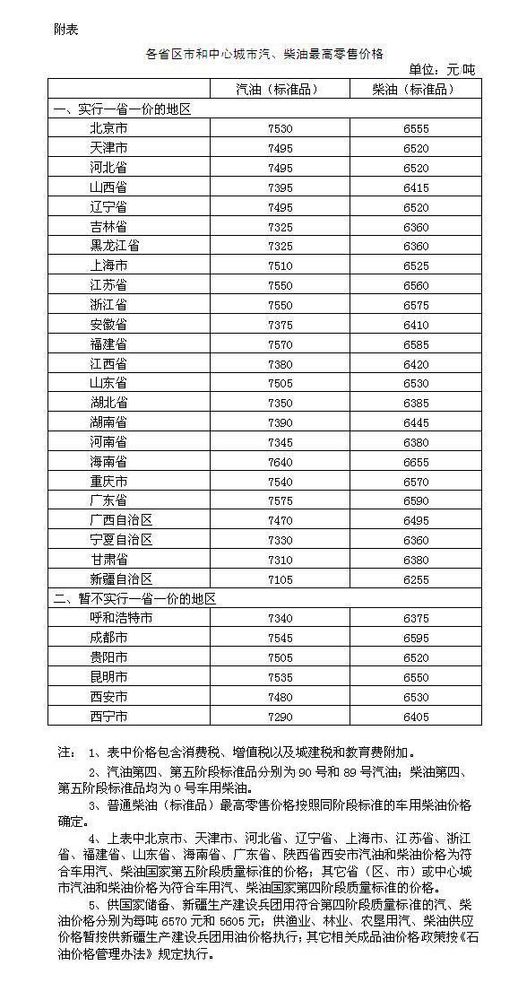 附表
各省区市和中心城市汽、柴油最高零售价格
单位：元/吨
汽油（标准品） 柴油（标准品）
一、实行一省一价的地区
北京市 7530 6555
天津市 7495 6520
河北省 7495 6520
山西省 7395 6415
辽宁省 7495 6520
吉林省 7325 6360
黑龙江省 7325 6360
上海市 7510 6525
江苏省 7550 6560
浙江省 7550 6575
安徽省 7375 6410
福建省 7570 6585
江西省 7380 6420
山东省 7505 6530
湖北省 7350 6385
湖南省 7390 6445
河南省 7345 6380
海南省 7640 6655
重庆市 7540 6570
广东省 7575 6590
广西自治区 7470 6495
宁夏自治区 7330 6360
甘肃省 7310 6380
新疆自治区 7105 6255
二、暂不实行一省一价的地区
呼和浩特市 7340 6375
成都市 7545 6595
贵阳市 7505 6520
昆明市 7535 6550
西安市 7480 6530
西宁市 7290 6405
注： 1、表中价格包含消费税、增值税以及城建税和教育费附加。
2、汽油第四、第五阶段标准品分别为 90 号和 89 号汽油；柴油第四、
第五阶段标准品均为 0 号车用柴油。
3、普通柴油（标准品）最高零售价格按照同阶段标准的车用柴油价格
确定。
4、上表中北京市、天津市、河北省、辽宁省、上海市、江苏省、浙江
省、福建省、山东省、海南省、广东省、陕西省西安市汽油和柴油价格为符
合车用汽、柴油国家第五阶段质量标准的价格；其它省（区、市）或中心城
市汽油和柴油价格为符合车用汽、柴油国家第四阶段质量标准的价格。
5、供国家储备、新疆生产建设兵团用符合第四阶段质量标准的汽、柴
油价格分别为每吨 6570 元和 5605 元；供渔业、林业、农垦用汽、柴油供应
价格暂按供新疆生产建设兵团用油价格执行；其它相关成品油价格政策按《石
油价格管理办法》规定执行。